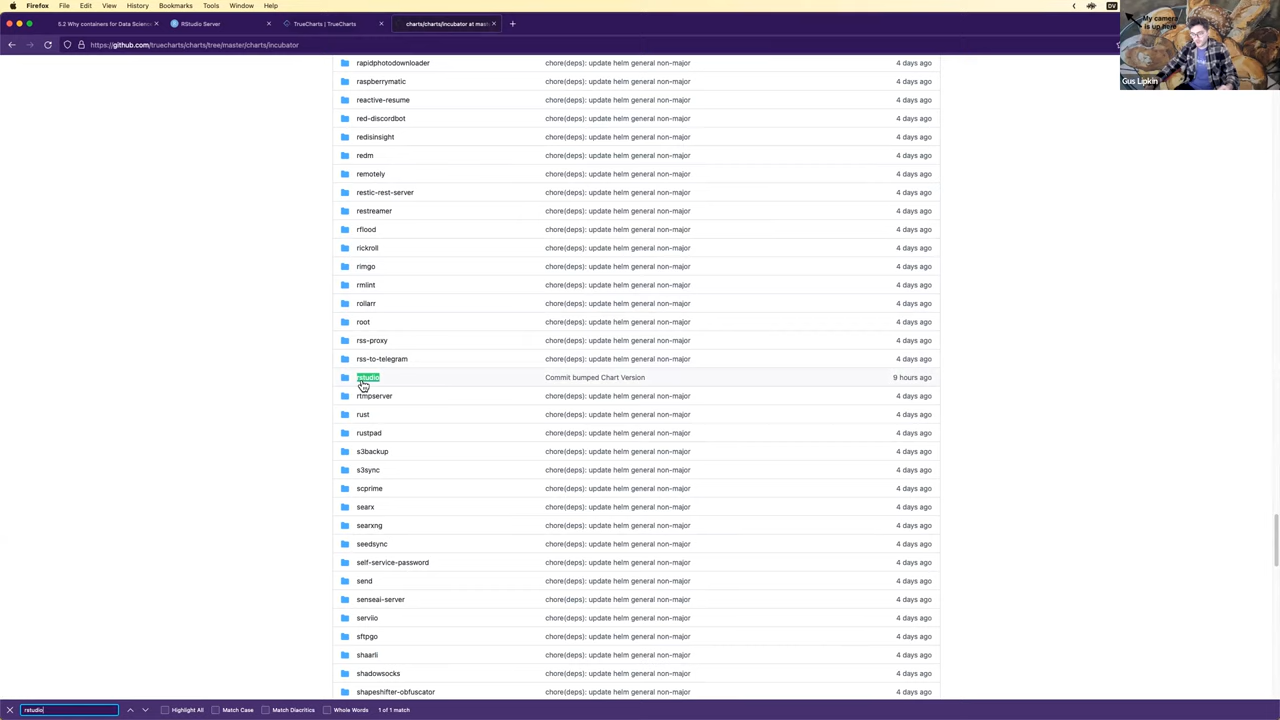 Firefox File Edit View History Bookmarks Tools Window Help
DV
5.2 Why containers for Data Science
RStudio Server
TrueCharts | TrueCharts
charts/charts/incubator at mast
https://github.com/truecharts/charts/tree/master/charts/incubator
My camera
is up here
Gus Lipkin
rapidphotodownloader chore(deps): update helm general non-major 4 days ago
raspberrymatic chore(deps): update helm general non-major 4 days ago
reactive-resume chore(deps): update helm general non-major 4 days ago
red-discordbot chore(deps): update helm general non-major 4 days ago
redisinsight chore(deps): update helm general non-major 4 days ago
redm chore(deps): update helm general non-major 4 days ago
remotely chore(deps): update helm general non-major 4 days ago
restic-rest-server chore(deps): update helm general non-major 4 days ago
restreamer chore(deps): update helm general non-major 4 days ago
rflood chore(deps): update helm general non-major 4 days ago
rickroll chore(deps): update helm general non-major 4 days ago
rimgo chore(deps): update helm general non-major 4 days ago
rmlint chore(deps): update helm general non-major 4 days ago
rollarr chore(deps): update helm general non-major 4 days ago
root chore(deps): update helm general non-major 4 days ago
rss-proxy chore(deps): update helm general non-major 4 days ago
rss-to-telegram chore(deps): update helm general non-major 4 days ago
rstudio Commit bumped Chart Version 9 hours ago
rtmpserver chore(deps): update helm general non-major 4 days ago
rust chore(deps): update helm general non-major 4 days ago
rustpad chore(deps): update helm general non-major 4 days ago
s3backup chore(deps): update helm general non-major 4 days ago
s3sync chore(deps): update helm general non-major 4 days ago
scprime chore(deps): update helm general non-major 4 days ago
searx chore(deps): update helm general non-major 4 days ago
searxng chore(deps): update helm general non-major 4 days ago
seedsync chore(deps): update helm general non-major 4 days ago
self-service-password chore(deps): update helm general non-major 4 days ago
send chore(deps): update helm general non-major 4 days ago
senseai-server chore(deps): update helm general non-major 4 days ago
serviio chore(deps): update helm general non-major 4 days ago
sftpgo chore(deps): update helm general non-major 4 days ago
shaarli chore(deps): update helm general non-major 4 days ago
shadowsocks chore(deps): update helm general non-major 4 days ago
shapeshifter-obfuscator chore(deps): update helm general non-major 4 days ago
rstudio Highlight All Match Case Match Diacritics Whole Words 1 of 1 match